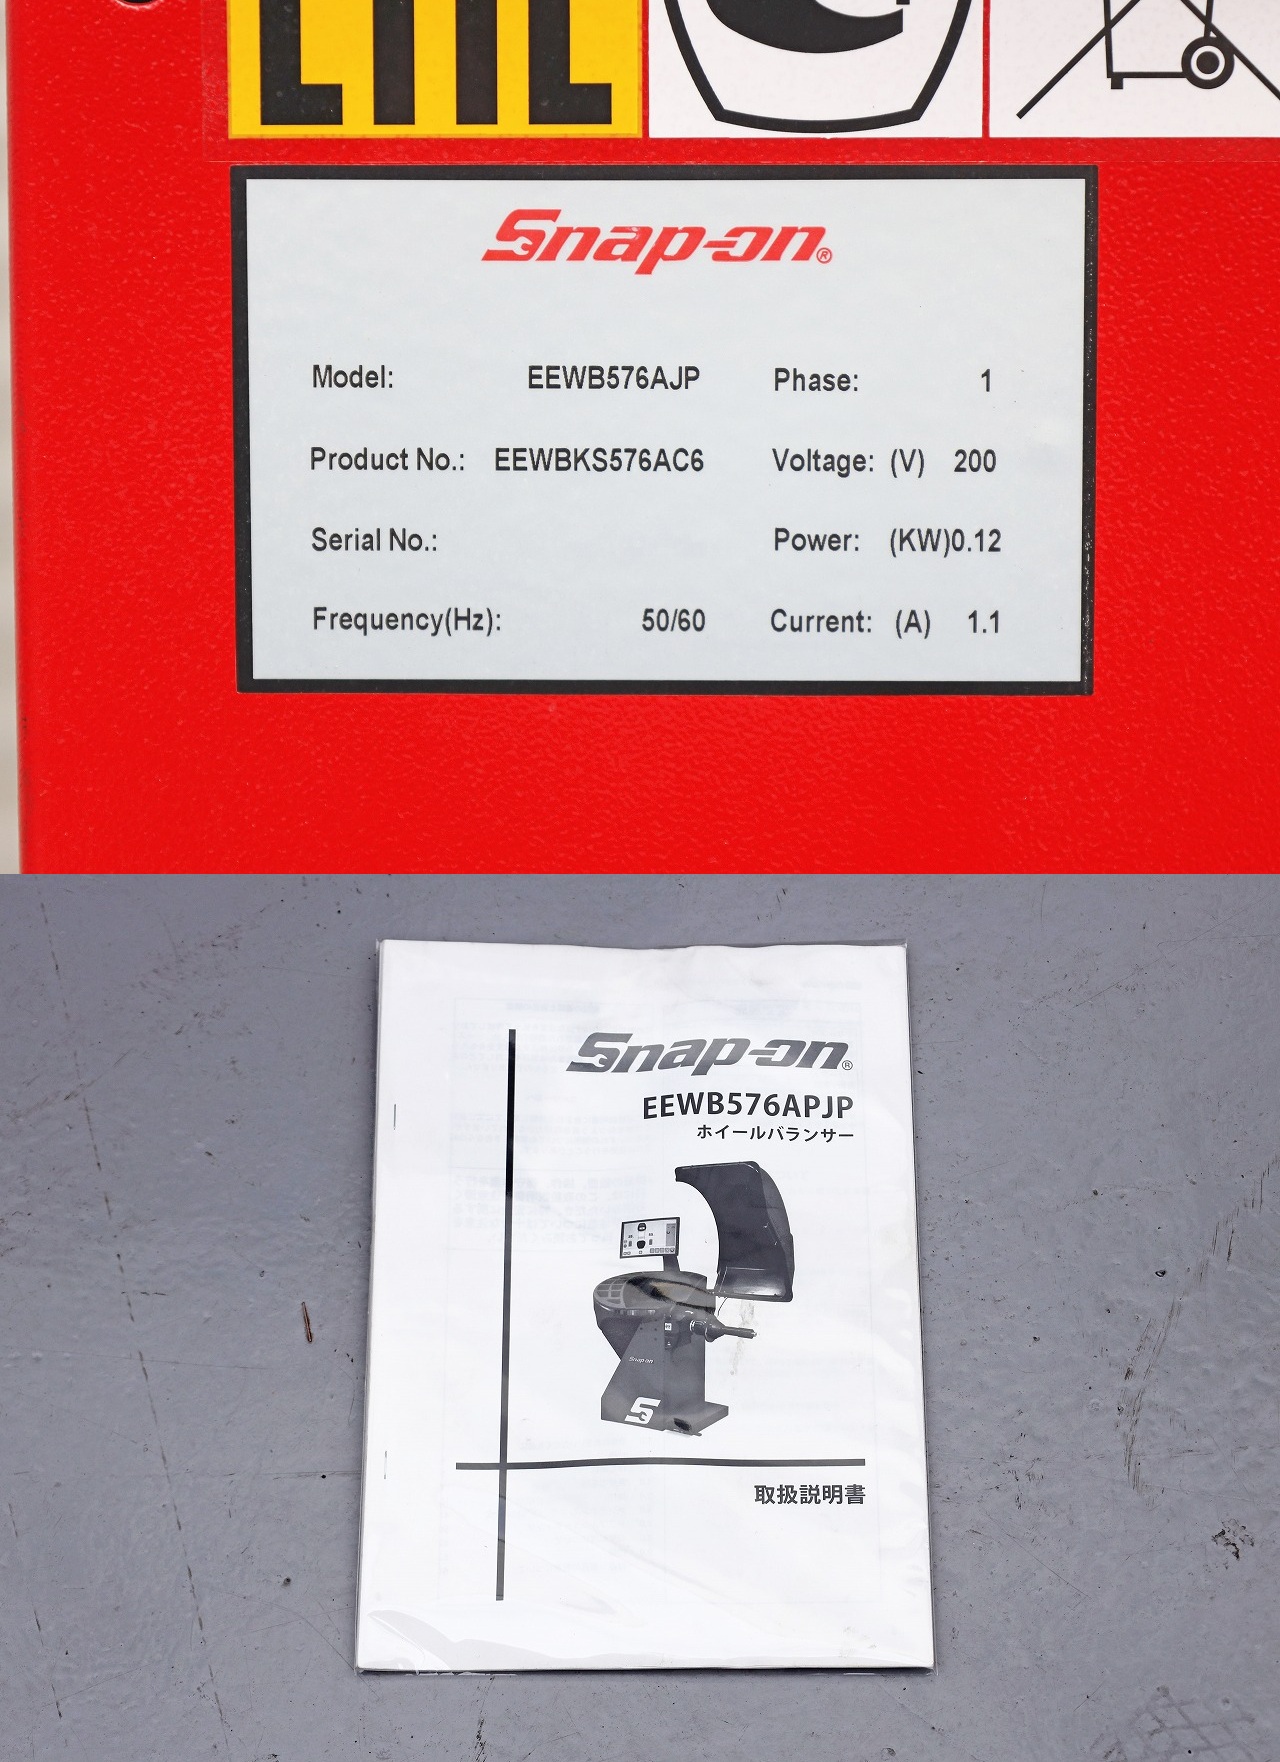 Snap-on®
Model: EEWB576AJP Phase: 1
Product No.: EEWBKS576AC6 Voltage: (V) 200
Serial No.: Power: (KW)0.12
Frequency(Hz): 50/60 Current: (A) 1.1
Snap-on®
EEWB576APJP
ホイールバランサー
Snap-on
取扱説明書